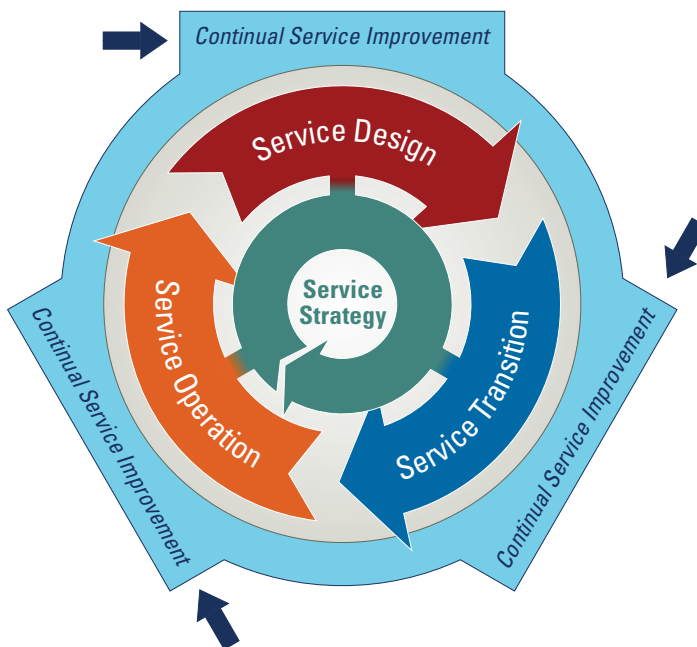 Continual Service Improvement
Service Design
Service
Strategy
Service Transition
Service Operation
Continual Service Improvement
Continual Service Improvement